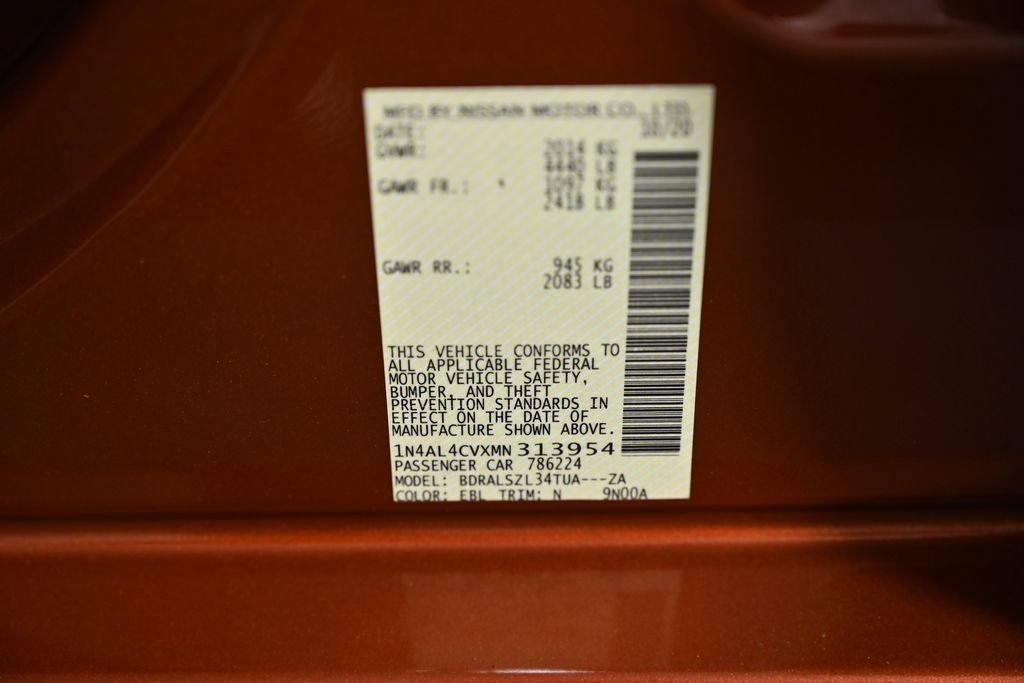 MFD BY NISSAN MOTOR CO., LTD.
DATE: 10/20
GVWR: 2014 KG
4440 LB
GAWR FR.: 1097 KG
2418 LB
GAWR RR.: 945 KG
2083 LB
THIS VEHICLE CONFORMS TO
ALL APPLICABLE FEDERAL
MOTOR VEHICLE SAFETY,
BUMPER, AND THEFT
PREVENTION STANDARDS IN
EFFECT ON THE DATE OF
MANUFACTURE SHOWN ABOVE.
1N4AL4CVXMN 313954
PASSENGER CAR 786224
MODEL: BDRALSZL34TUA---ZA
COLOR: EBL TRIM: N 9N00A